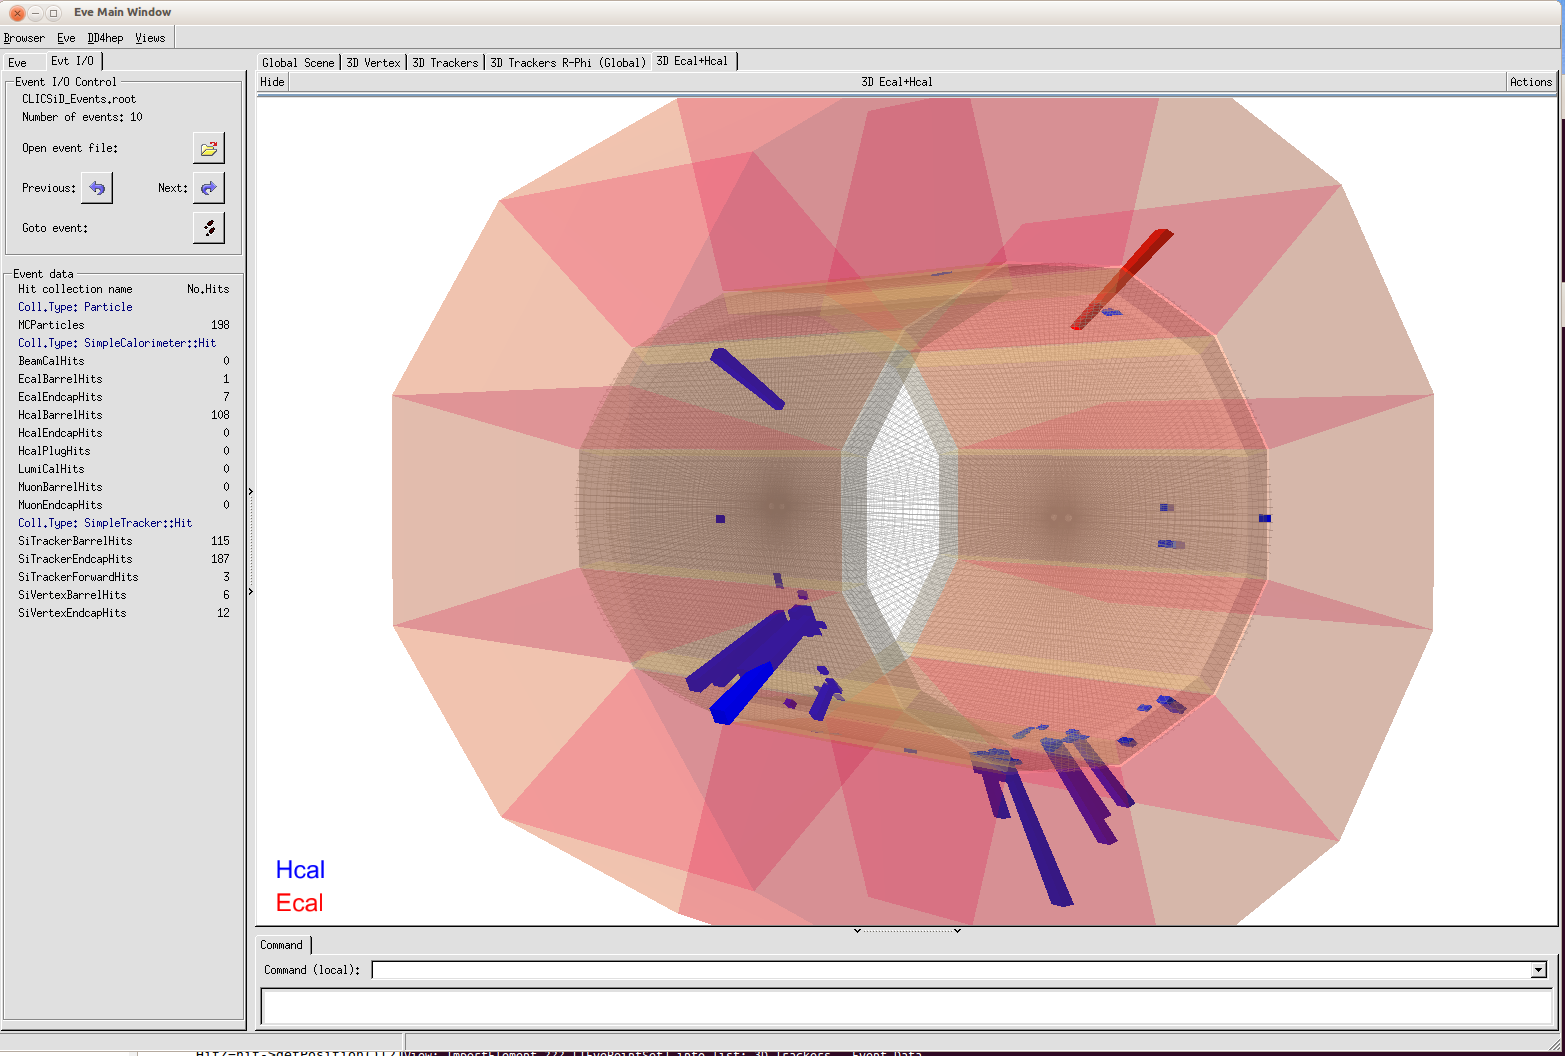 Eve Main Window
Browser Eve DD4hep Views
Eve Evt I/O
Global Scene 3D Vertex 3D Trackers 3D Trackers R-Phi (Global) 3D Ecal+Hcal
Hide 3D Ecal+Hcal Actions
Event I/O Control
CLICSiD_Events.root
Number of events: 10
Open event file:
Previous: Next:
Goto event:
Event data
Hit collection name No.Hits
Coll.Type: Particle
MCParticles 198
Coll.Type: SimpleCalorimeter::Hit
BeamCalHits 0
EcalBarrelHits 1
EcalEndcapHits 7
HcalBarrelHits 108
HcalEndcapHits 0
HcalPlugHits 0
LumiCalHits 0
MuonBarrelHits 0
MuonEndcapHits 0
Coll.Type: SimpleTracker::Hit
SiTrackerBarrelHits 115
SiTrackerEndcapHits 187
SiTrackerForwardHits 3
SiVertexBarrelHits 6
SiVertexEndcapHits 12
Hcal
Ecal
Command
Command (local):